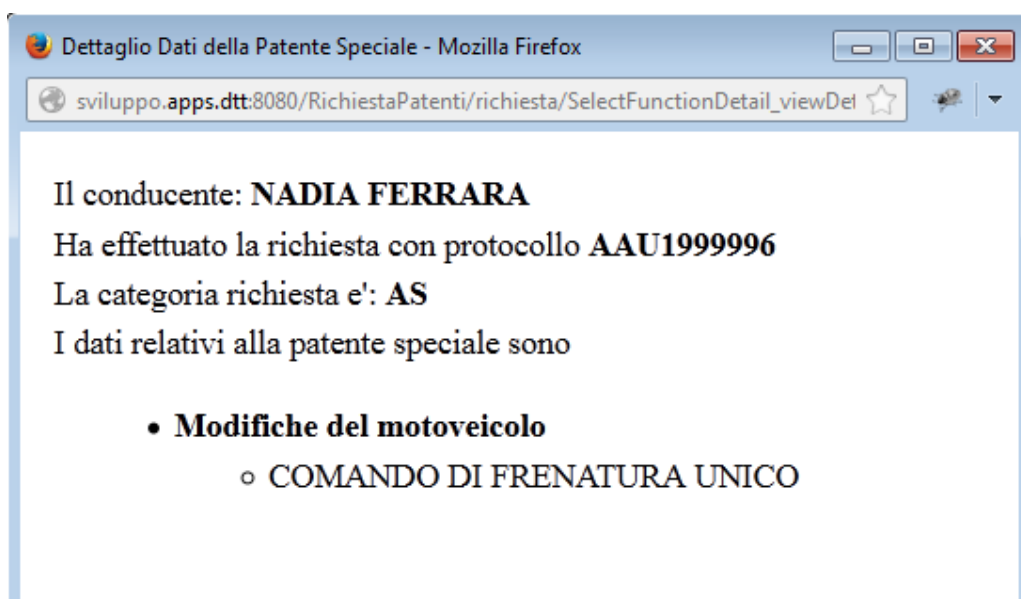 Dettaglio Dati della Patente Speciale - Mozilla Firefox
sviluppo.apps.dtt:8080/RichiestaPatenti/richiesta/SelectFunctionDetail_viewDet
Il conducente: NADIA FERRARA
Ha effettuato la richiesta con protocollo AAU1999996
La categoria richiesta e': AS
I dati relativi alla patente speciale sono
• Modifiche del motoveicolo
◦ COMANDO DI FRENATURA UNICO